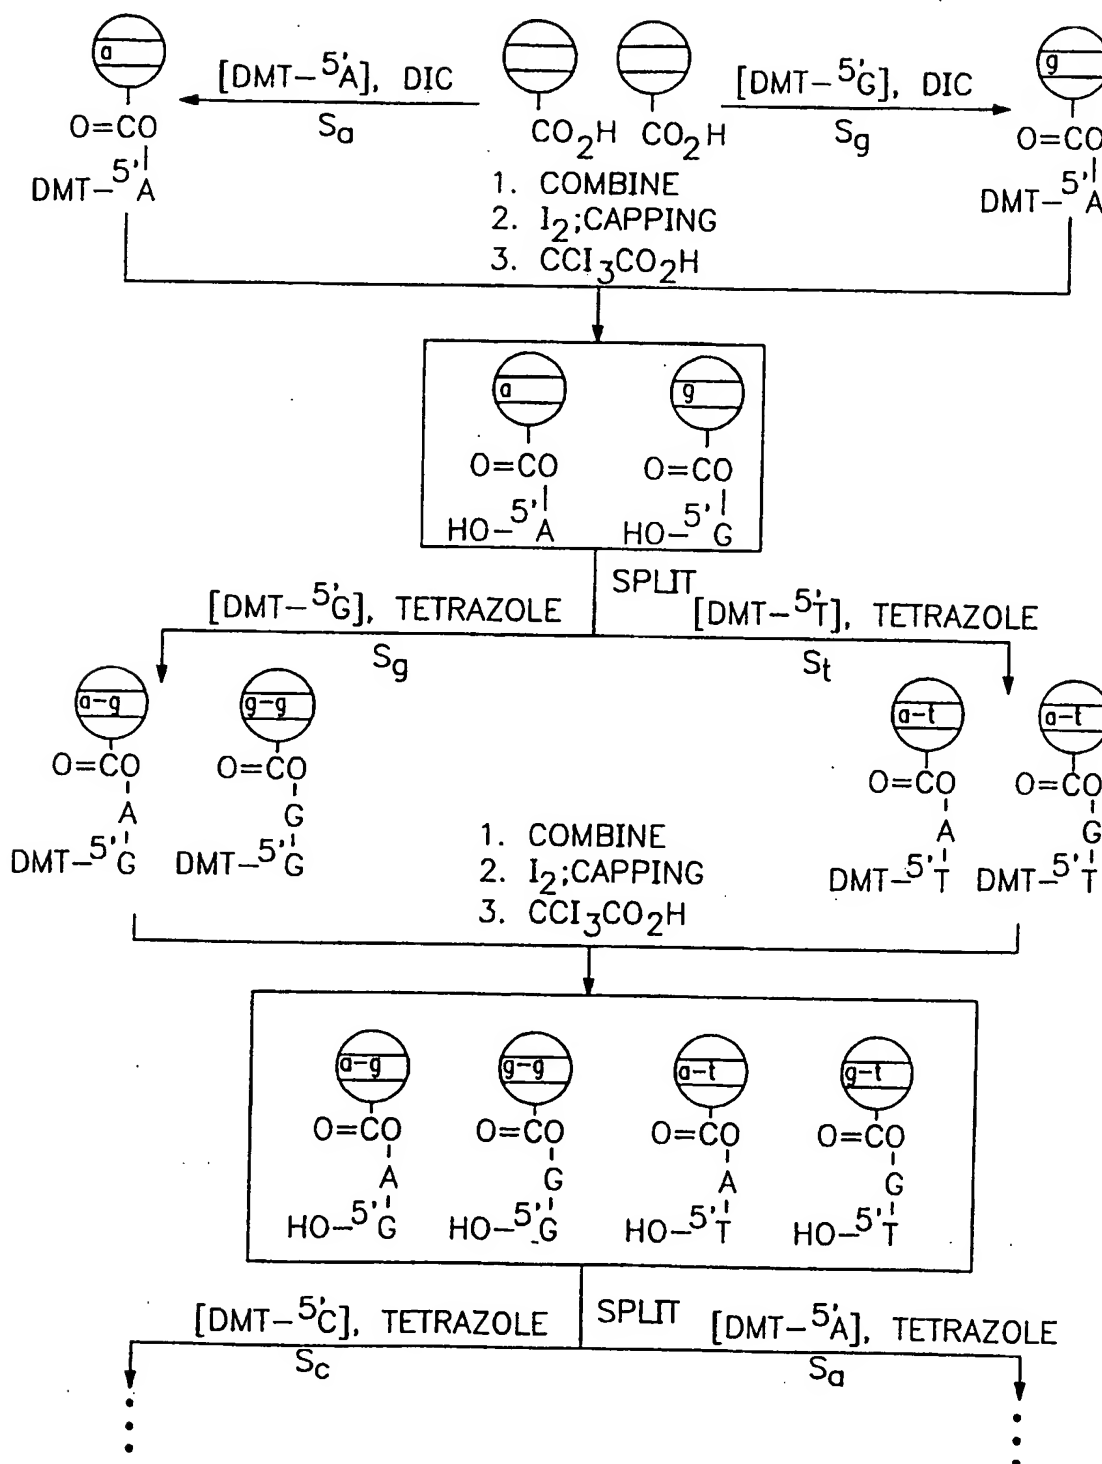 a
[DMT-5'A], DIC
[DMT-5'G], DIC
g
Sa
Sg
CO2H CO2H
O=CO
O=CO
DMT-5'A
DMT-5'A
1. COMBINE
2. I2;CAPPING
3. CCI3CO2H
a g
O=CO O=CO
HO-5'A HO-5'G
SPLIT
[DMT-5'G], TETRAZOLE
[DMT-5'T], TETRAZOLE
Sg
St
a-g g-g
a-t a-t
O=CO O=CO
O=CO O=CO
A G
A G
DMT-5'G DMT-5'G
DMT-5'T DMT-5'T
1. COMBINE
2. I2;CAPPING
3. CCI3CO2H
a-g g-g a-t g-t
O=CO O=CO O=CO O=CO
A G A G
HO-5'G HO-5'G HO-5'T HO-5'T
[DMT-5'C], TETRAZOLE
SPLIT
[DMT-5'A], TETRAZOLE
Sc
Sa